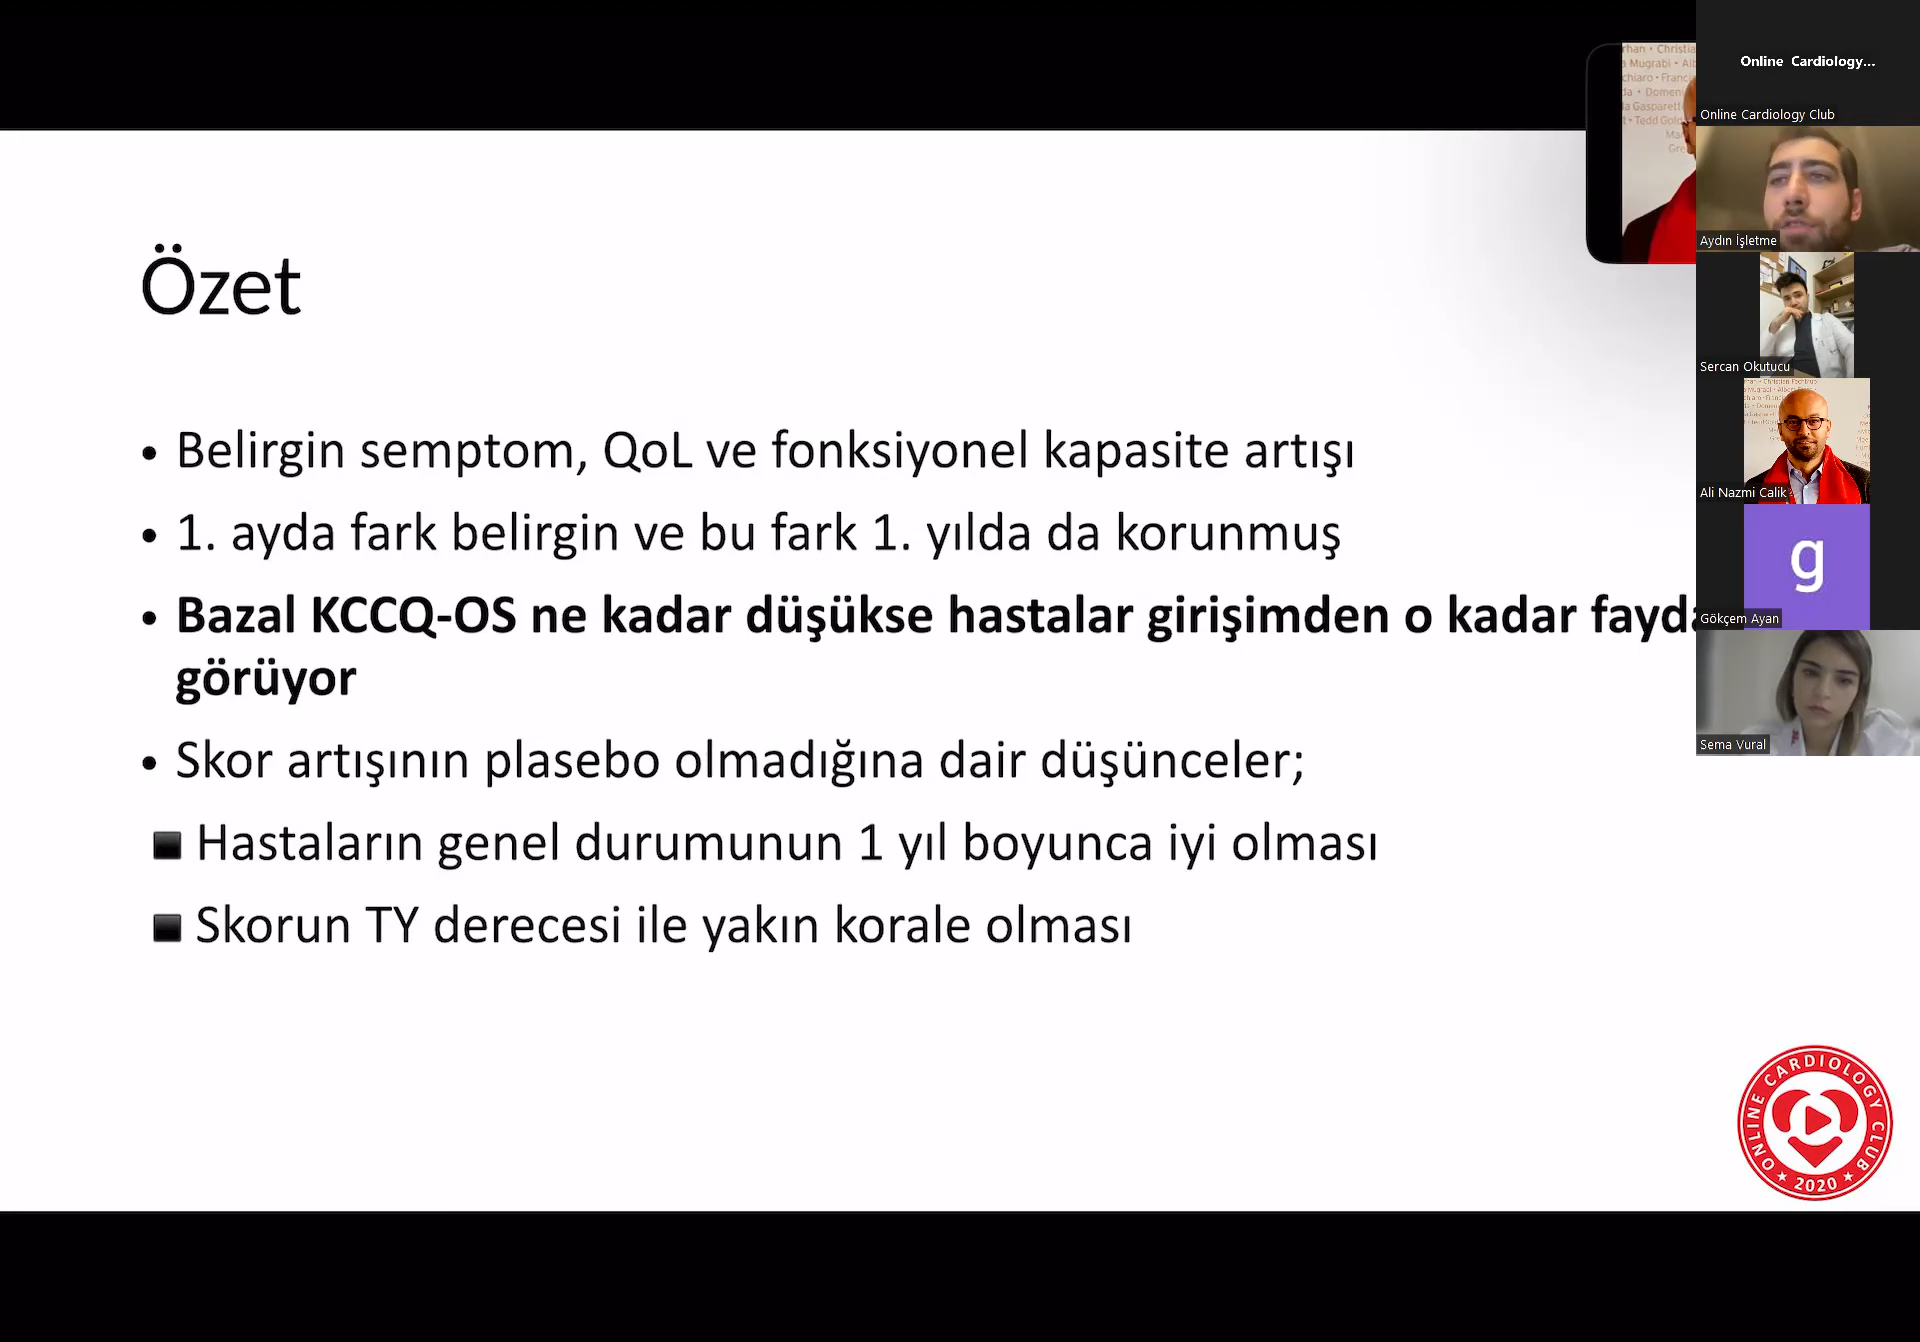 Özet
• Belirgin semptom, QoL ve fonksiyonel kapasite artışı
• 1. ayda fark belirgin ve bu fark 1. yılda da korunmuş
• Bazal KCCQ-OS ne kadar düşükse hastalar girişimden o kadar fayda
görüyor
• Skor artışının plasebo olmadığına dair düşünceler;
■ Hastaların genel durumunun 1 yıl boyunca iyi olması
■ Skorun TY derecesi ile yakın korale olması
Online Cardiology...
Online Cardiology Club
Aydın İşletme
Sercan Okutucu
Ali Nazmi Calik
g
Gökçem Ayan
Sema Vural
ONLINE CARDIOLOGY CLUB
★ 2020 ★